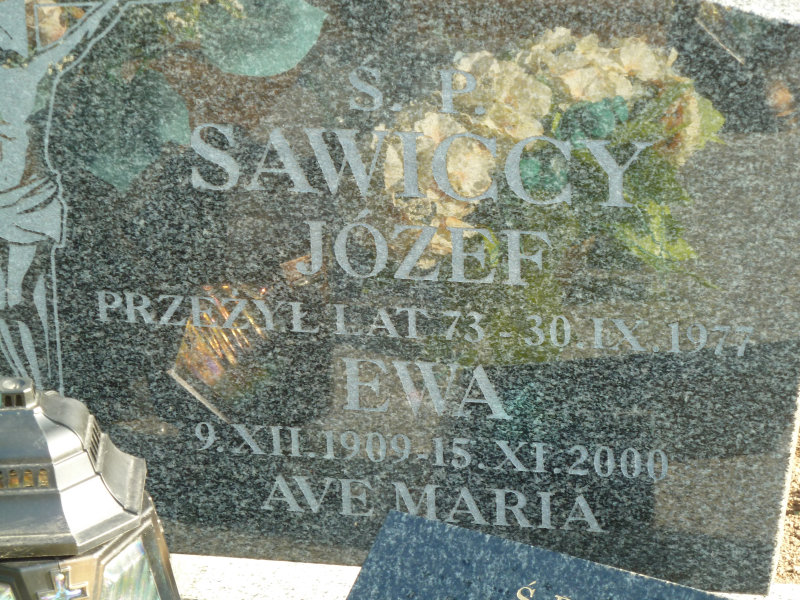 Ś. P.
SAWICCY
JÓZEF
PRZEŻYŁ LAT 73 - 30. IX. 1977
EWA
9. XII. 1909 - 15. XI. 2000
AVE MARIA
Ś. P.